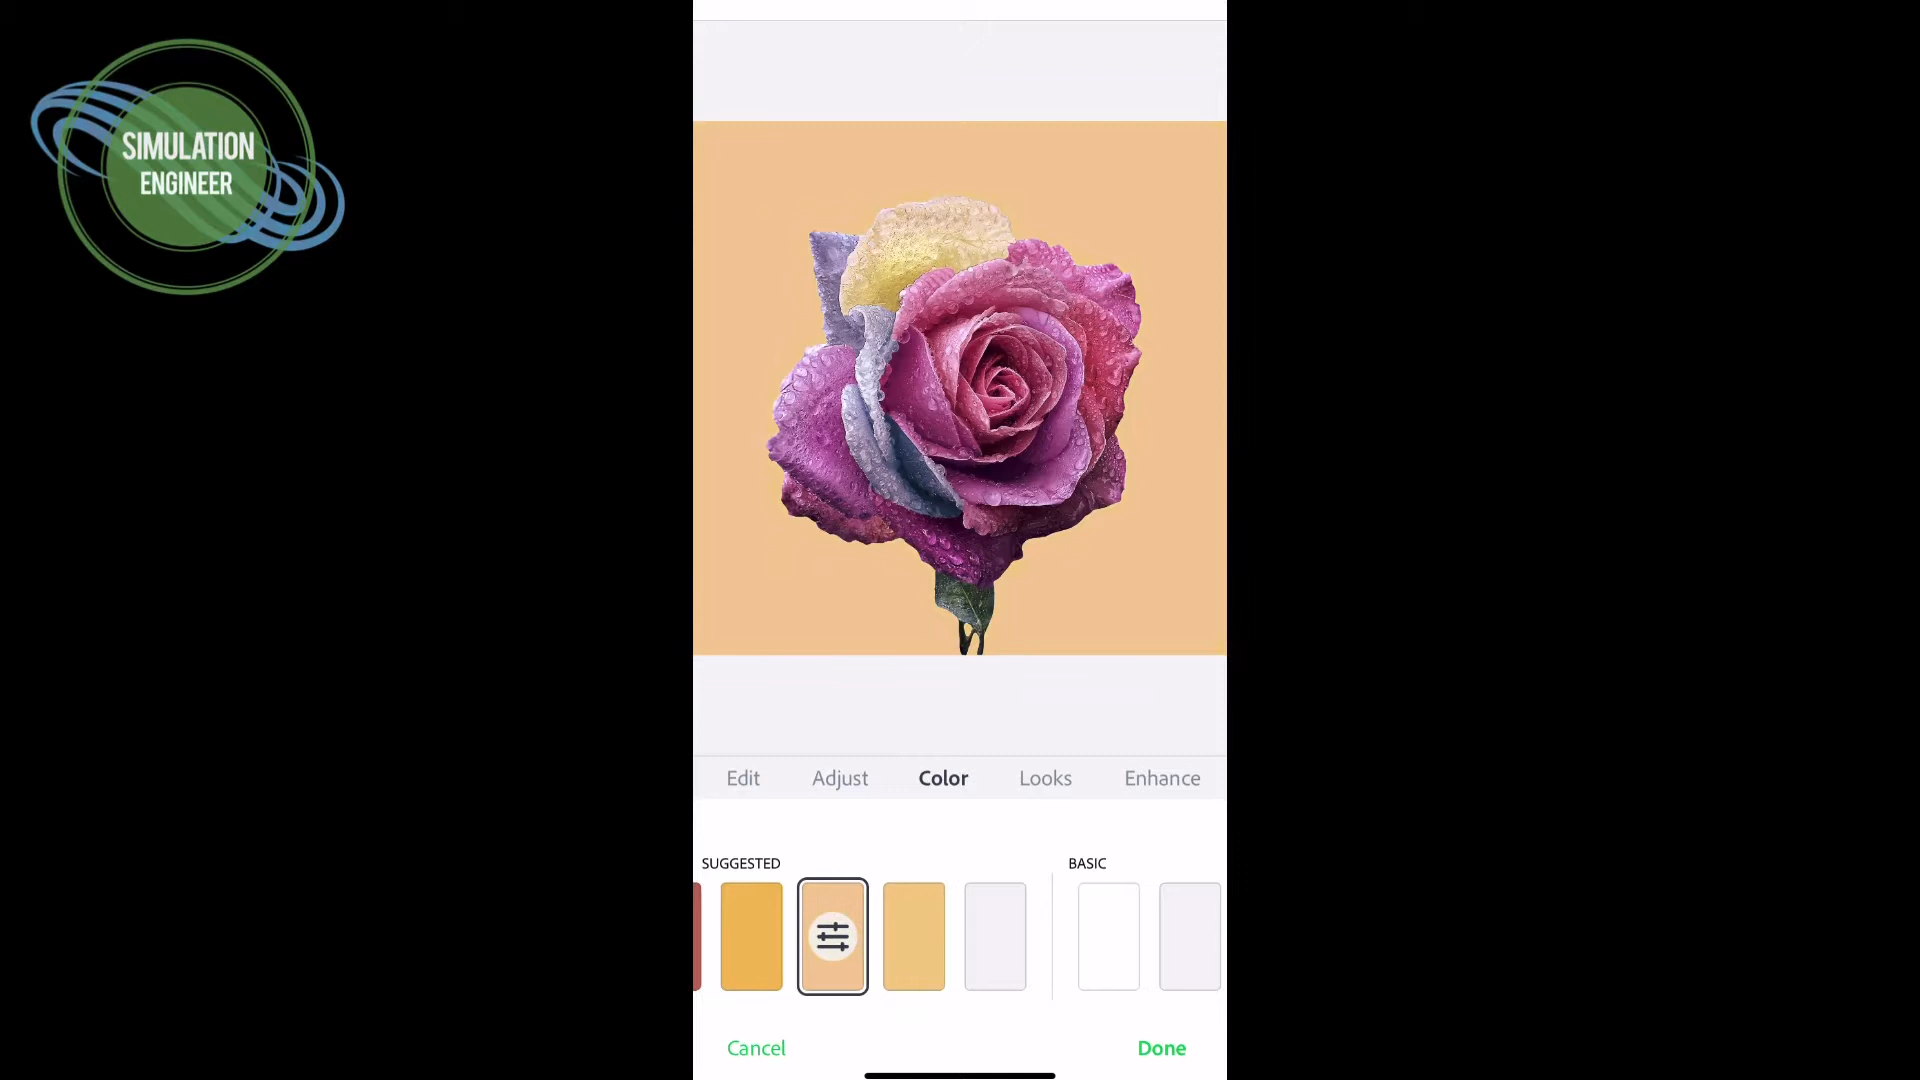 SIMULATION
ENGINEER
Edit Adjust Color Looks Enhance
SUGGESTED BASIC
Cancel Done